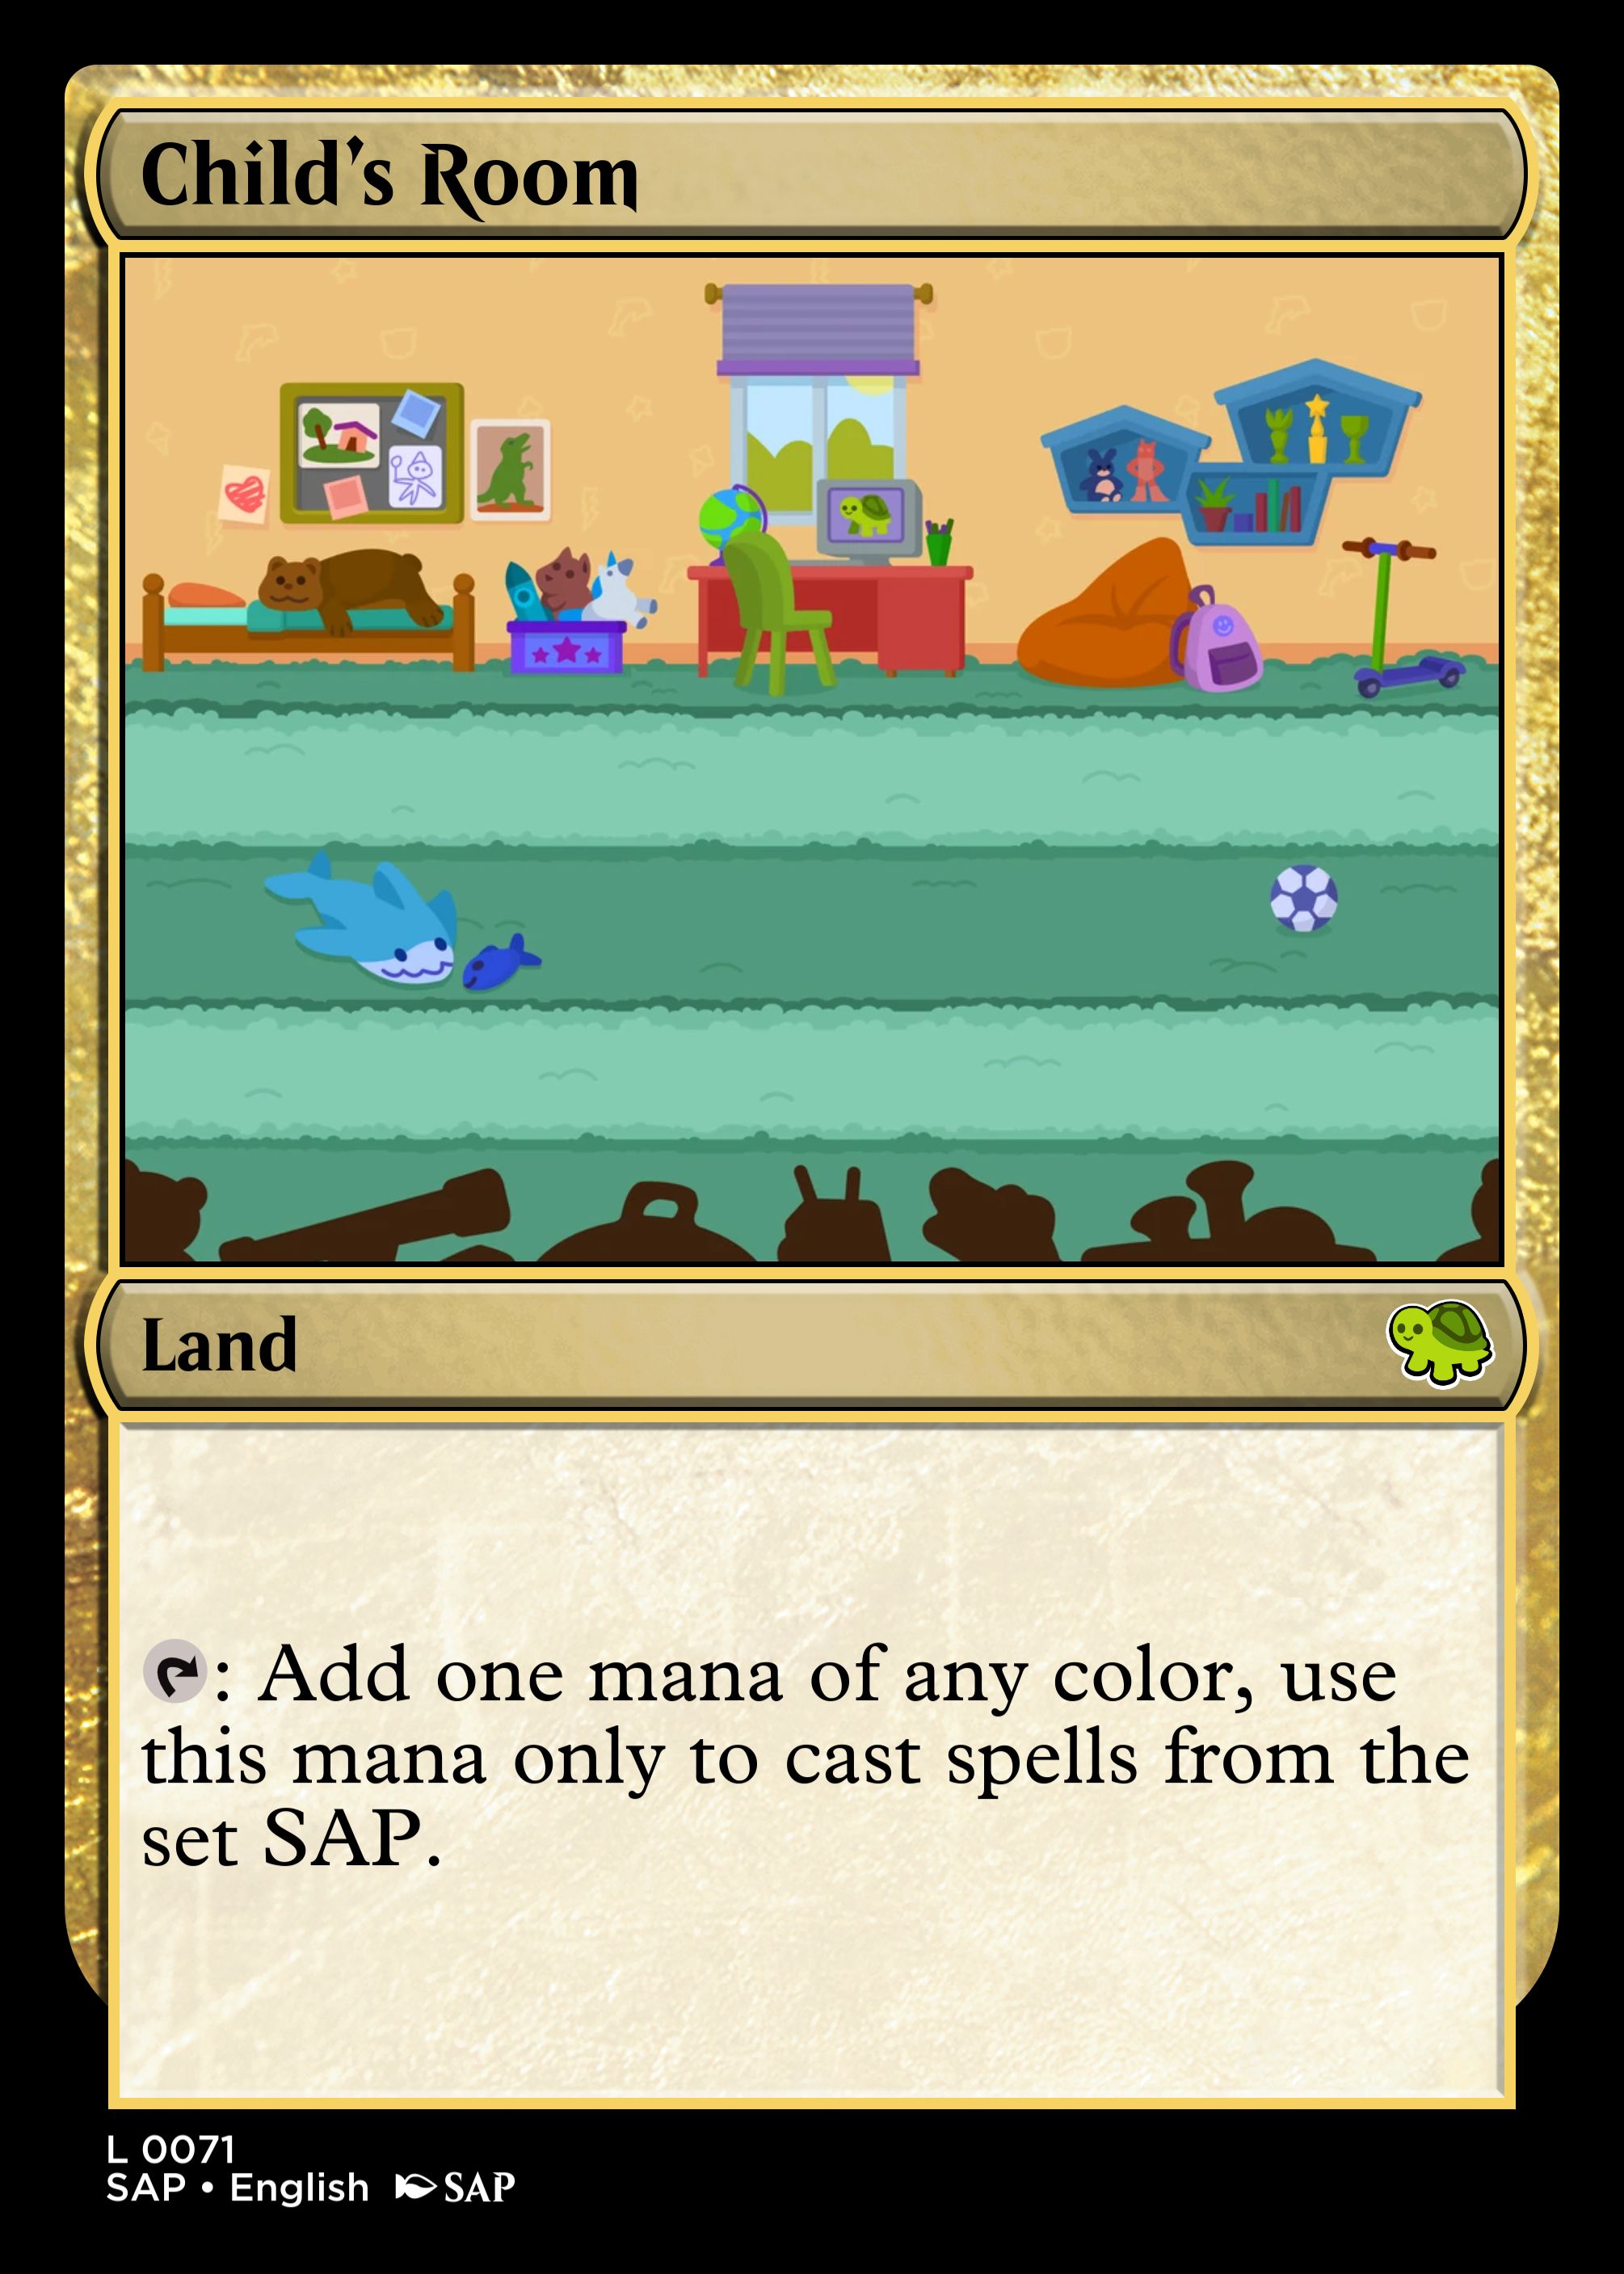 Child's Room
Land
: Add one mana of any color, use
this mana only to cast spells from the
set SAP.
L 0071
SAP • English SAP